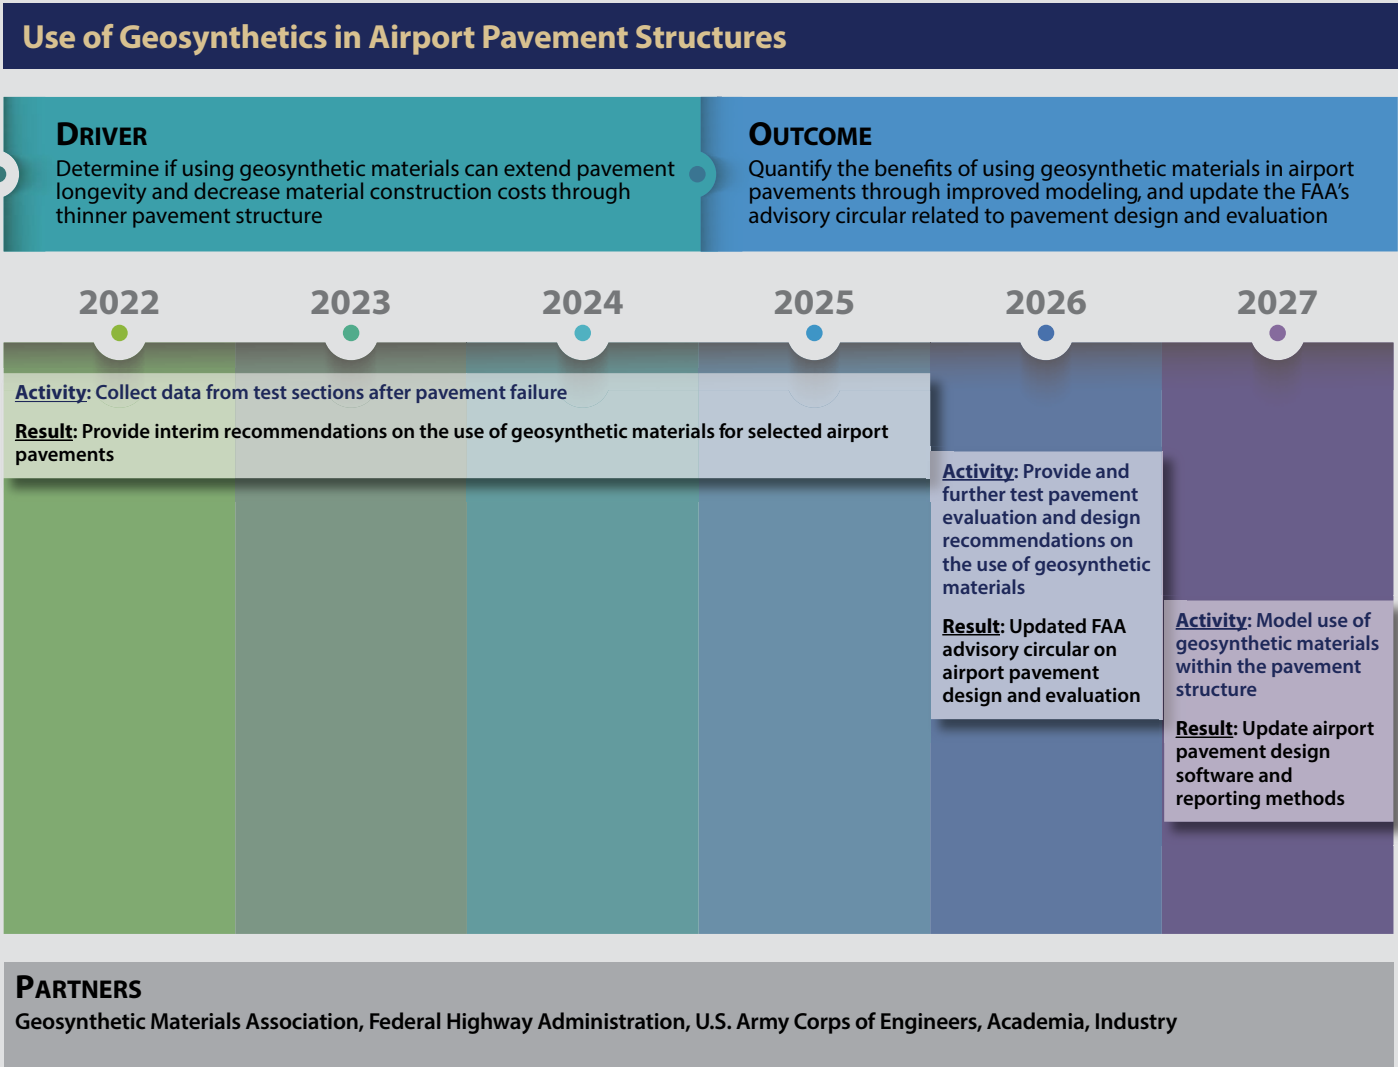 Use of Geosynthetics in Airport Pavement Structures
DRIVER
Determine if using geosynthetic materials can extend pavement
longevity and decrease material construction costs through
thinner pavement structure
OUTCOME
Quantify the benefits of using geosynthetic materials in airport
pavements through improved modeling, and update the FAA's
advisory circular related to pavement design and evaluation
2022 2023 2024 2025 2026 2027
Activity: Collect data from test sections after pavement failure
Result: Provide interim recommendations on the use of geosynthetic materials for selected airport
pavements
Activity: Provide and
further test pavement
evaluation and design
recommendations on
the use of geosynthetic
materials
Result: Updated FAA
advisory circular on
airport pavement
design and evaluation
Activity: Model use of
geosynthetic materials
within the pavement
structure
Result: Update airport
pavement design
software and
reporting methods
PARTNERS
Geosynthetic Materials Association, Federal Highway Administration, U.S. Army Corps of Engineers, Academia, Industry